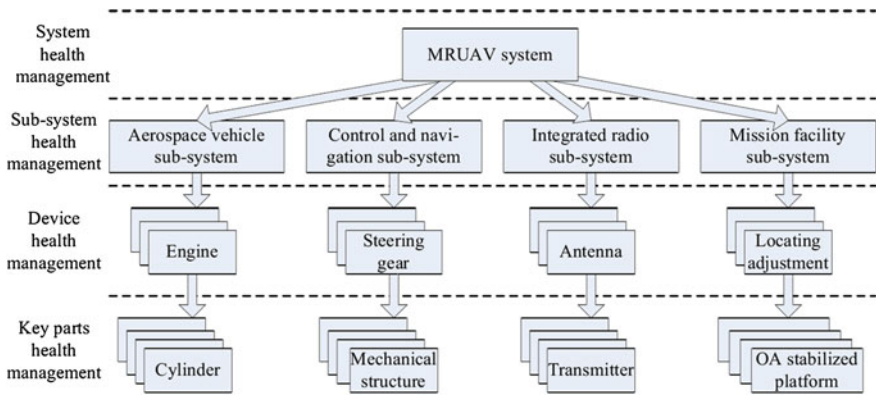 System
health
management
MRUAV system
Sub-system
health
management
Aerospace vehicle
sub-system
Control and navi-
gation sub-system
Integrated radio
sub-system
Mission facility
sub-system
Device
health
management
Engine
Steering
gear
Antenna
Locating
adjustment
Key parts
health
management
Cylinder
Mechanical
structure
Transmitter
OA stabilized
platform